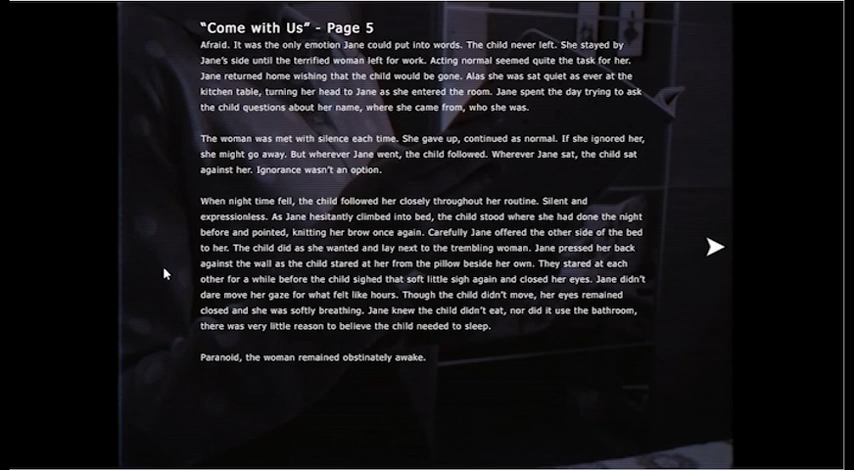 “Come with Us” - Page 5
Afraid. It was the only emotion Jane could put into words. The child never left. She stayed by
Jane’s side until the terrified woman left for work. Acting normal seemed quite the task for her.
Jane returned home wishing that the child would be gone. Alas she was sat quiet as ever at the
kitchen table, turning her head to Jane as she entered the room. Jane spent the day trying to ask
the child questions about her name, where she came from, who she was.
The woman was met with silence each time. She gave up, continued as normal. If she ignored her,
she might go away. But wherever Jane went, the child followed. Wherever Jane sat, the child sat
against her. Ignorance wasn’t an option.
When night time fell, the child followed her closely throughout her routine. Silent and
expressionless. As Jane hesitantly climbed into bed, the child stood where she had done the night
before and pointed, knitting her brow once again. Carefully Jane offered the other side of the bed
to her. The child did as she wanted and lay next to the trembling woman. Jane pressed her back
against the wall as the child stared at her from the pillow beside her own. They stared at each
other for a while before the child sighed that soft little sigh again and closed her eyes. Jane didn’t
dare move her gaze for what felt like hours. Though the child didn’t move, her eyes remained
closed and she was softly breathing. Jane knew the child didn’t eat, nor did it use the bathroom,
there was very little reason to believe the child needed to sleep.
Paranoid, the woman remained obstinately awake.